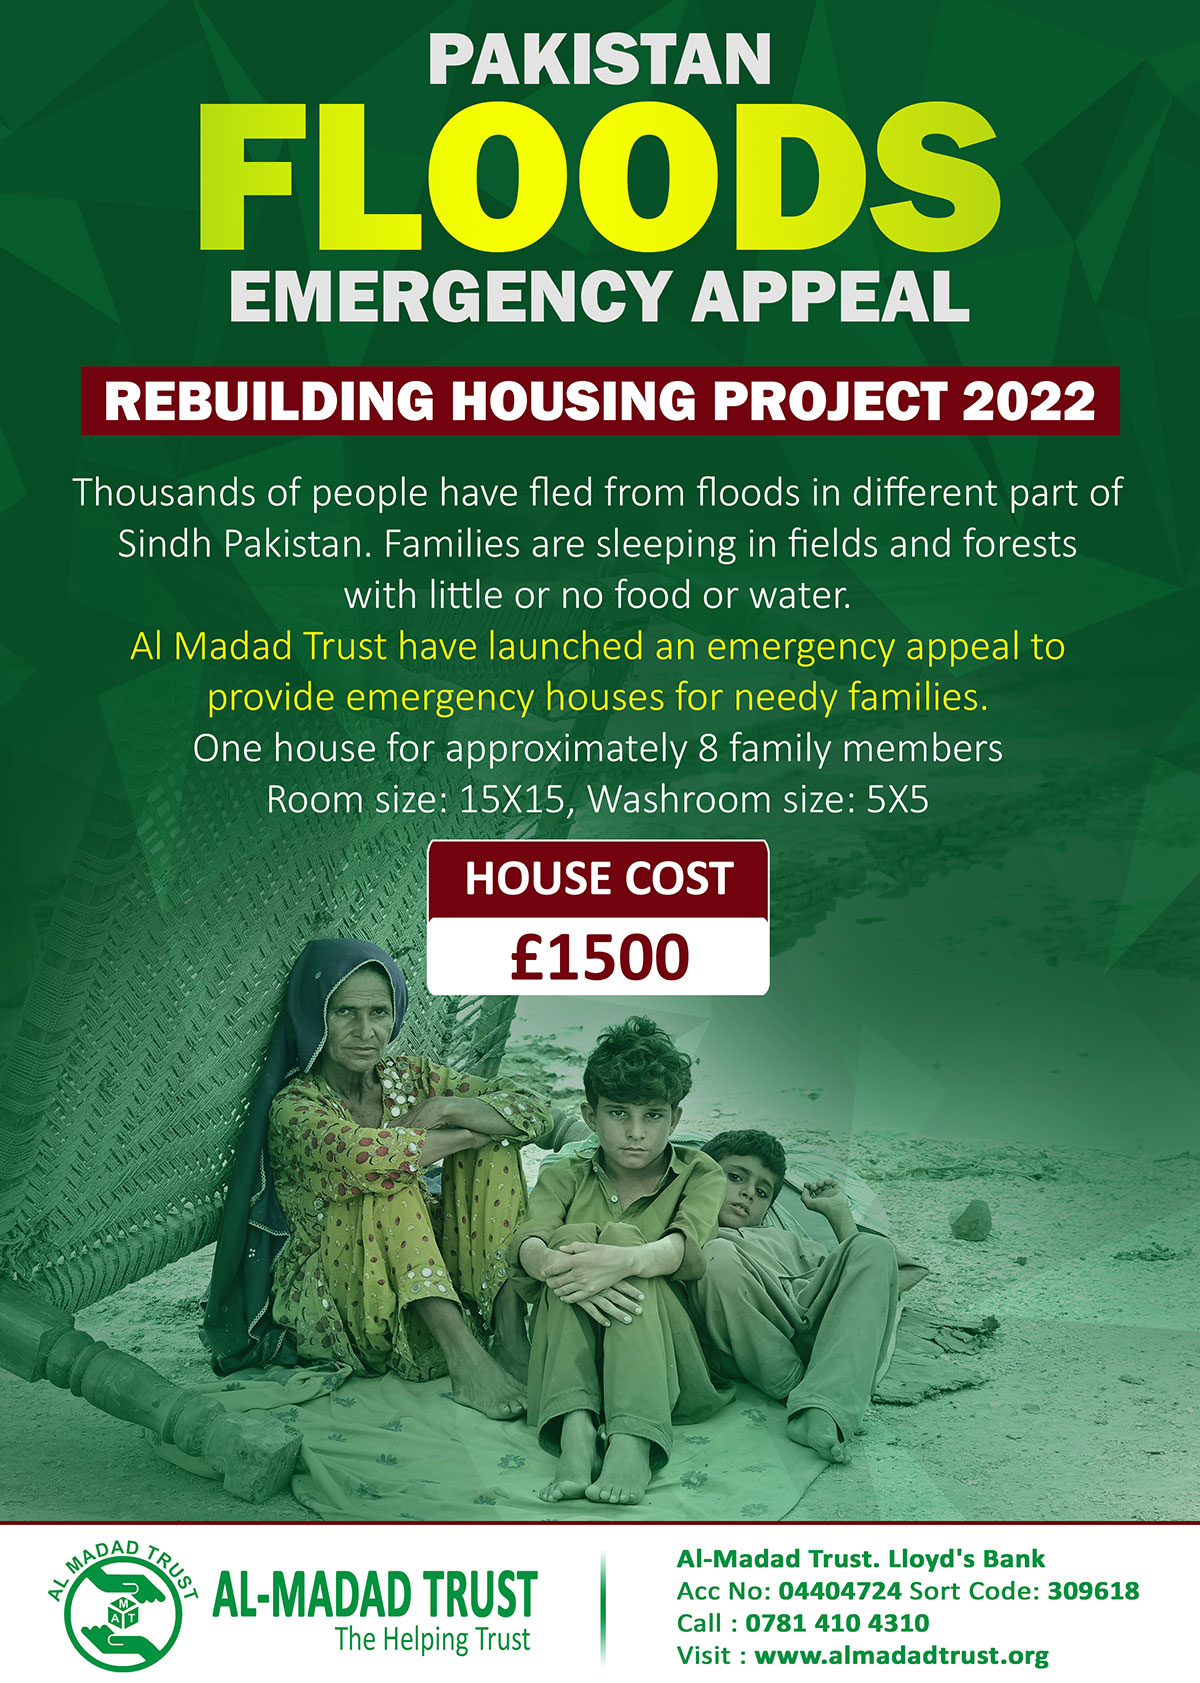 PAKISTAN
FLOODS
EMERGENCY APPEAL
REBUILDING HOUSING PROJECT 2022
Thousands of people have fled from floods in different part of
Sindh Pakistan. Families are sleeping in fields and forests
with little or no food or water.
Al Madad Trust have launched an emergency appeal to
provide emergency houses for needy families.
One house for approximately 8 family members
Room size: 15X15, Washroom size: 5X5
HOUSE COST
£1500
AL MADAD TRUST
M
A T
AL-MADAD TRUST
The Helping Trust
Al-Madad Trust. Lloyd's Bank
Acc No: 04404724 Sort Code: 309618
Call : 0781 410 4310
Visit : www.almadadtrust.org